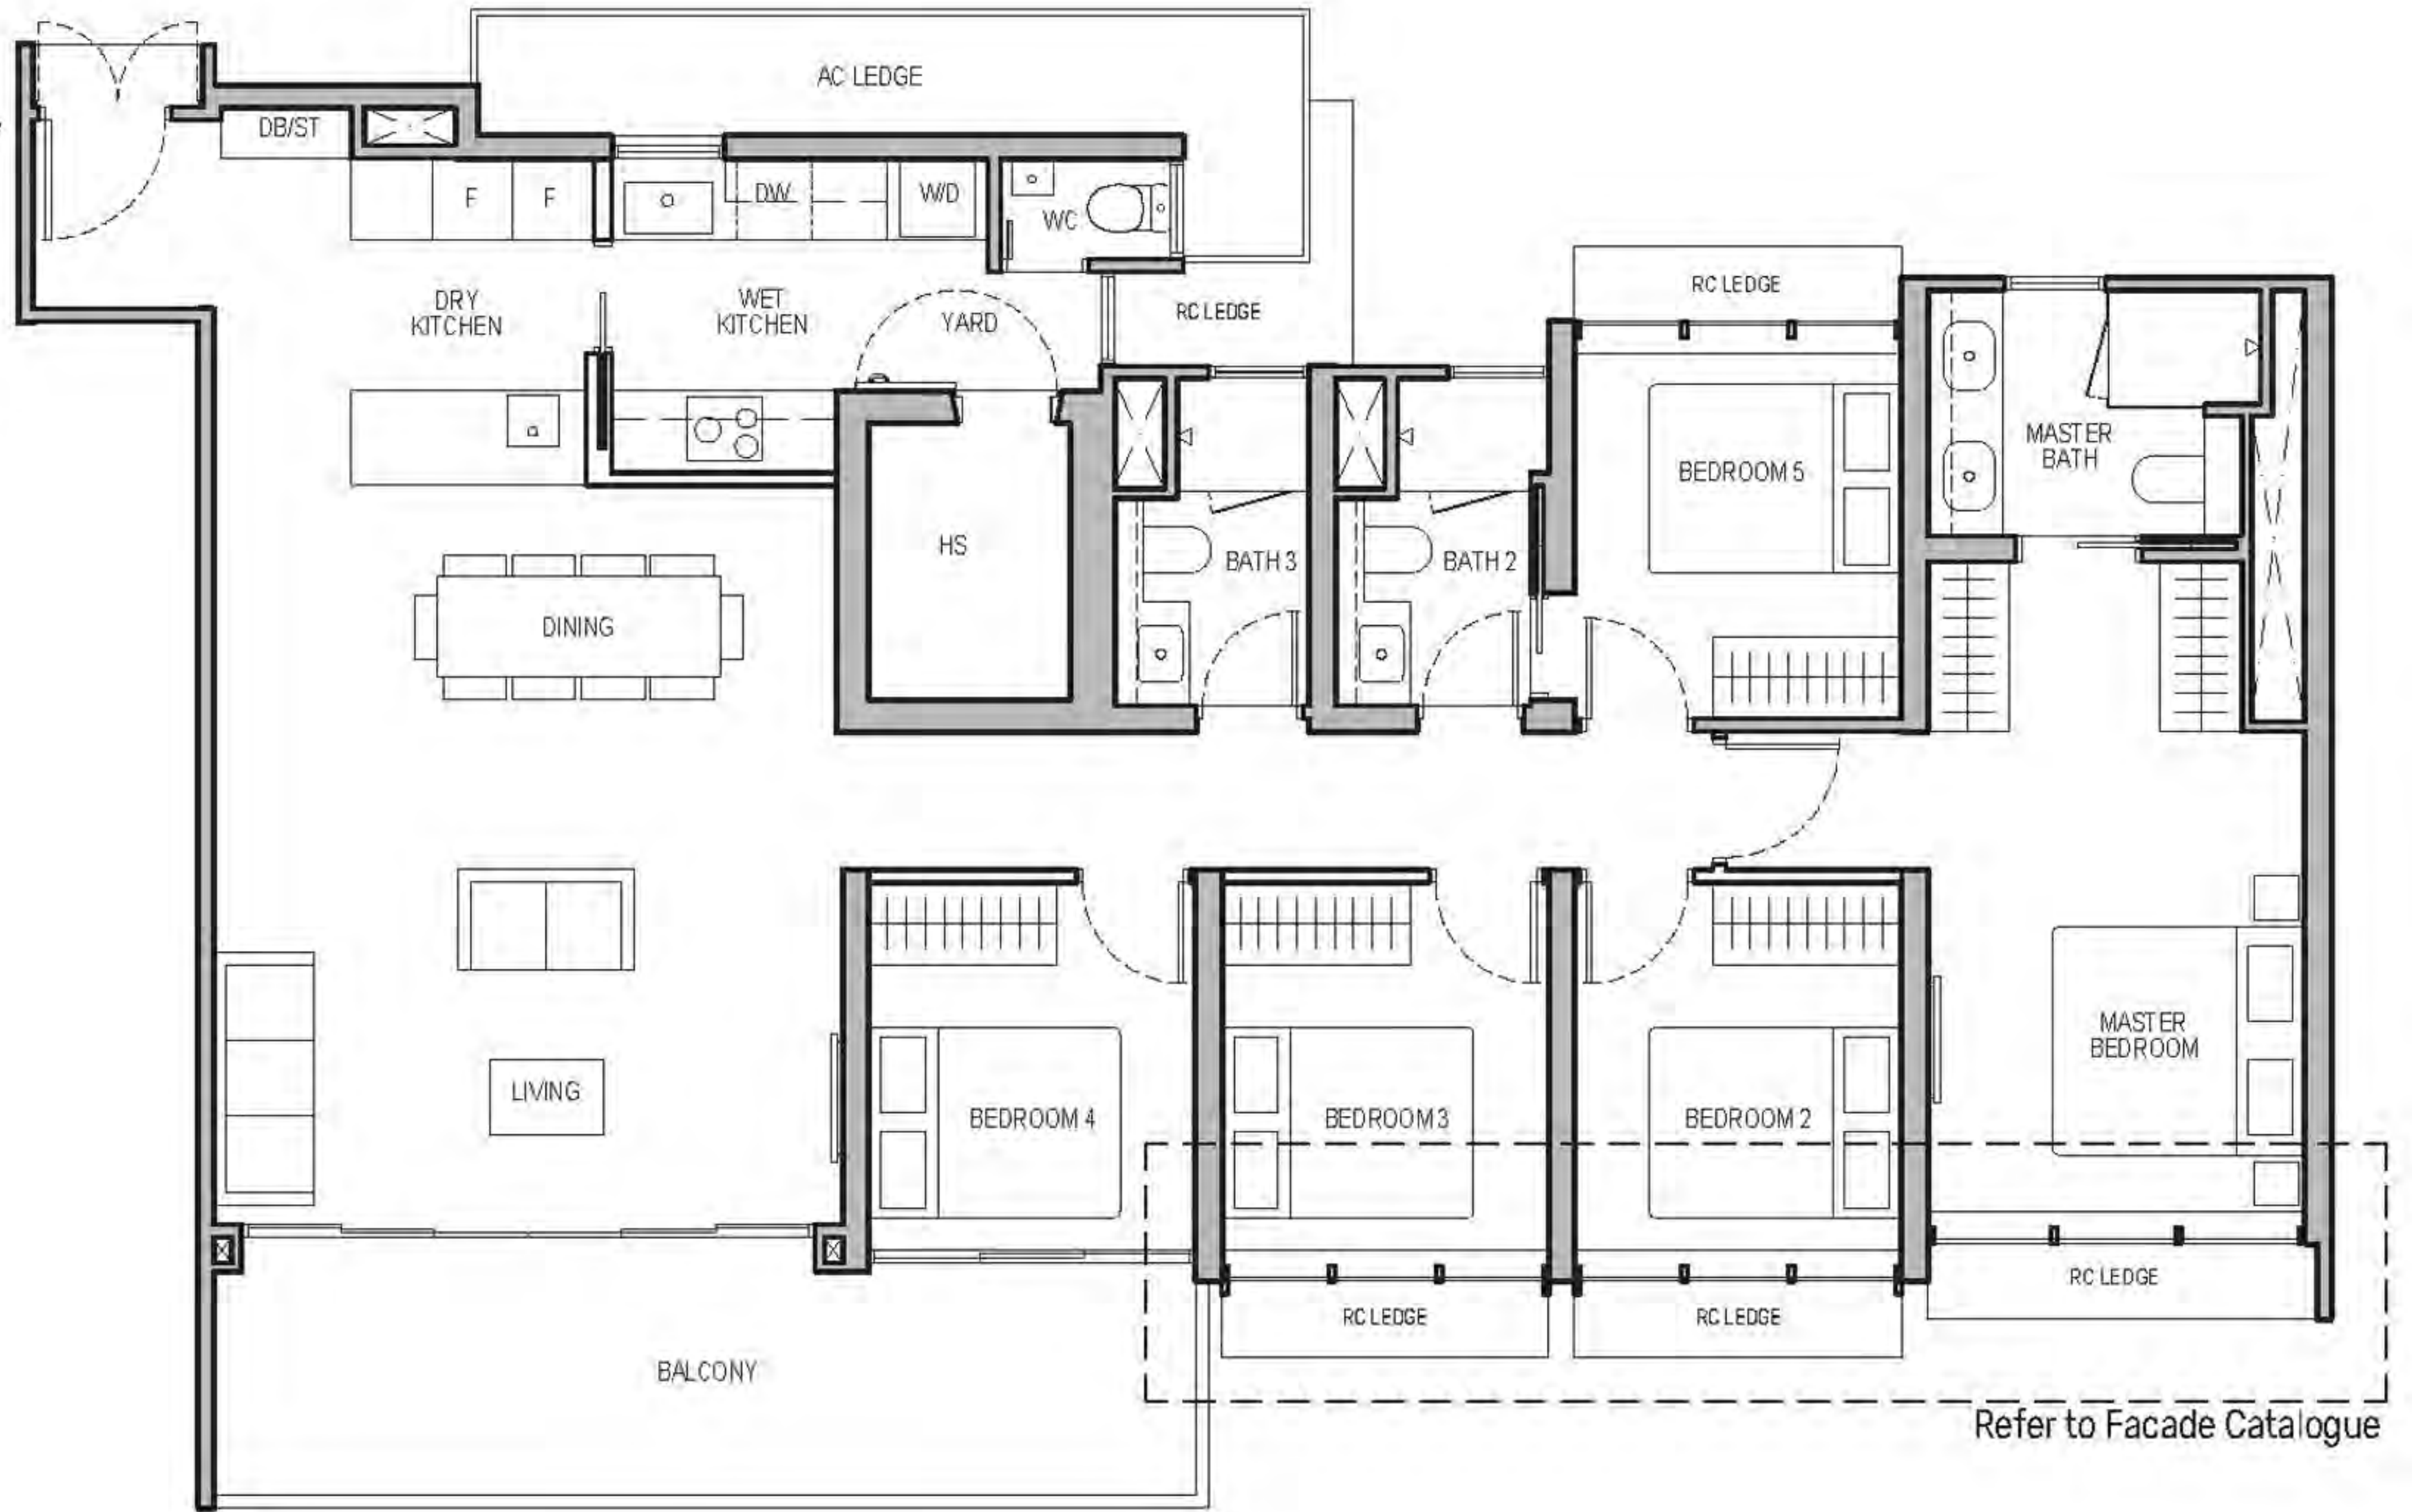 AC LEDGE
DB/ST
F
F
DW
W/D
WC
DRY
KITCHEN
WET
KITCHEN
YARD
RC LEDGE
RC LEDGE
MASTER
BATH
BEDROOM 5
HS
BATH 3
BATH 2
DINING
LIVING
BEDROOM 4
BEDROOM 3
BEDROOM 2
MASTER
BEDROOM
RC LEDGE
RC LEDGE
RC LEDGE
BALCONY
Refer to Facade Catalogue